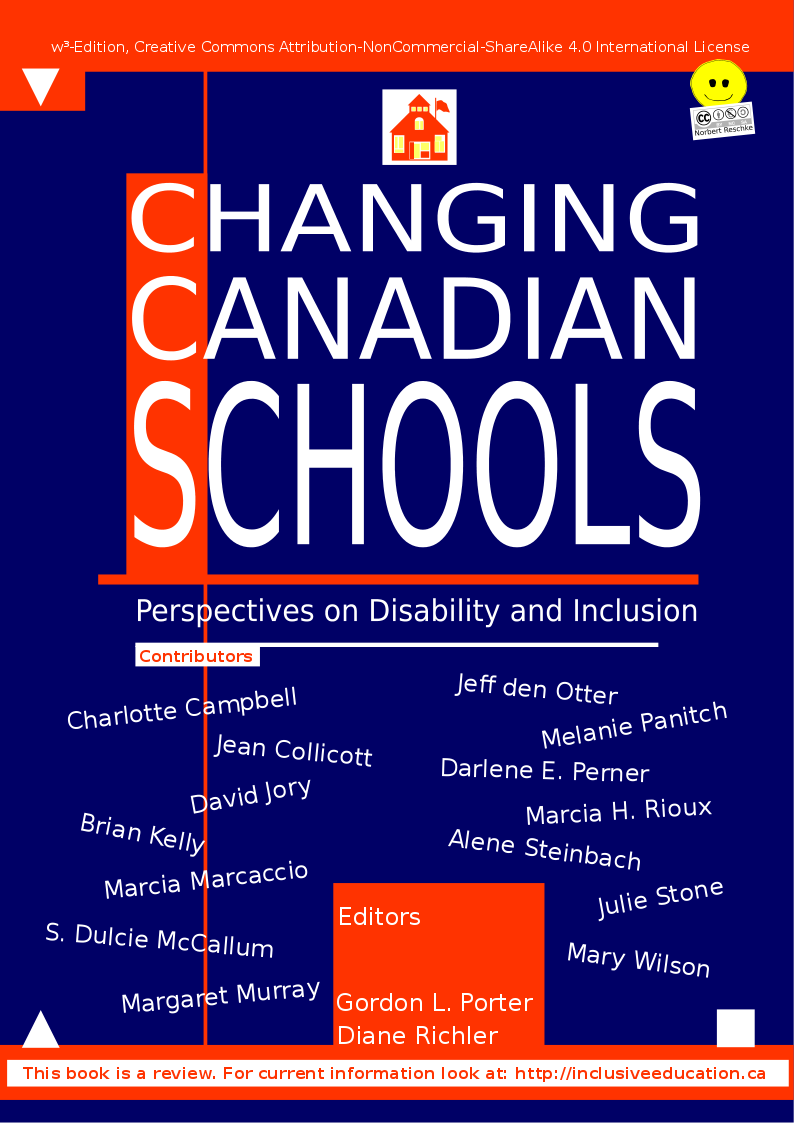 w³-Edition, Creative Commons Attribution-NonCommercial-ShareAlike 4.0 International License
cc
Norbert Reschke
CHANGING
CANADIAN
SCHOOLS
Perspectives on Disability and Inclusion
Contributors
Charlotte Campbell
Jean Collicott
David Jory
Brian Kelly
Marcia Marcaccio
S. Dulcie McCallum
Margaret Murray
Jeff den Otter
Melanie Panitch
Darlene E. Perner
Marcia H. Rioux
Alene Steinbach
Julie Stone
Mary Wilson
Editors
Gordon L. Porter
Diane Richler
This book is a review. For current information look at: http://inclusiveeducation.ca